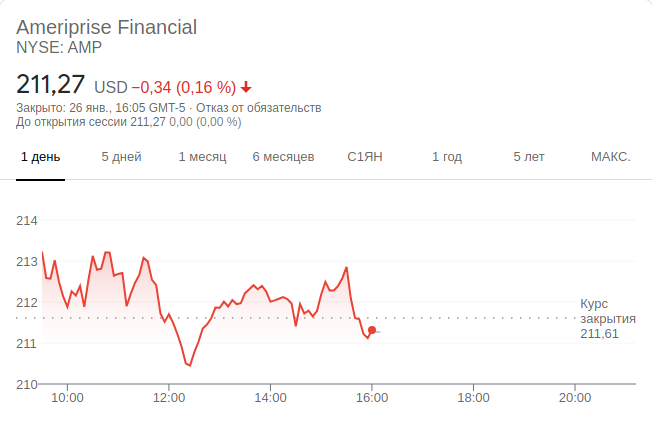 Ameriprise Financial
NYSE: AMP
211,27 USD −0,34 (0,16 %)
Закрыто: 26 янв., 16:05 GMT-5 · Отказ от обязательств
До открытия сессии 211,27 0,00 (0,00 %)
1 день 5 дней 1 месяц 6 месяцев С1ЯН 1 год 5 лет МАКС.
214
213
212
211
210
Курс
закрытия
211,61
10:00 12:00 14:00 16:00 18:00 20:00